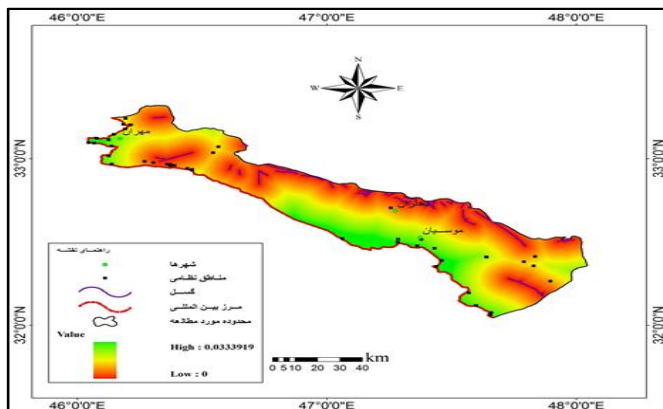 46°0'0"E 47°0'0"E 48°0'0"E
N
W E
S
33°0'0"N 33°0'0"N
مهران
موسیان
32°0'0"N 32°0'0"N
راهنمای نقشه
شهرها
مناطق نظامی
گسل
مرز بین المللی
محدوده مورد مطالعه
Value
High : 0.0333919
Low : 0
0 5 10 20 30 40 km
46°0'0"E 47°0'0"E 48°0'0"E